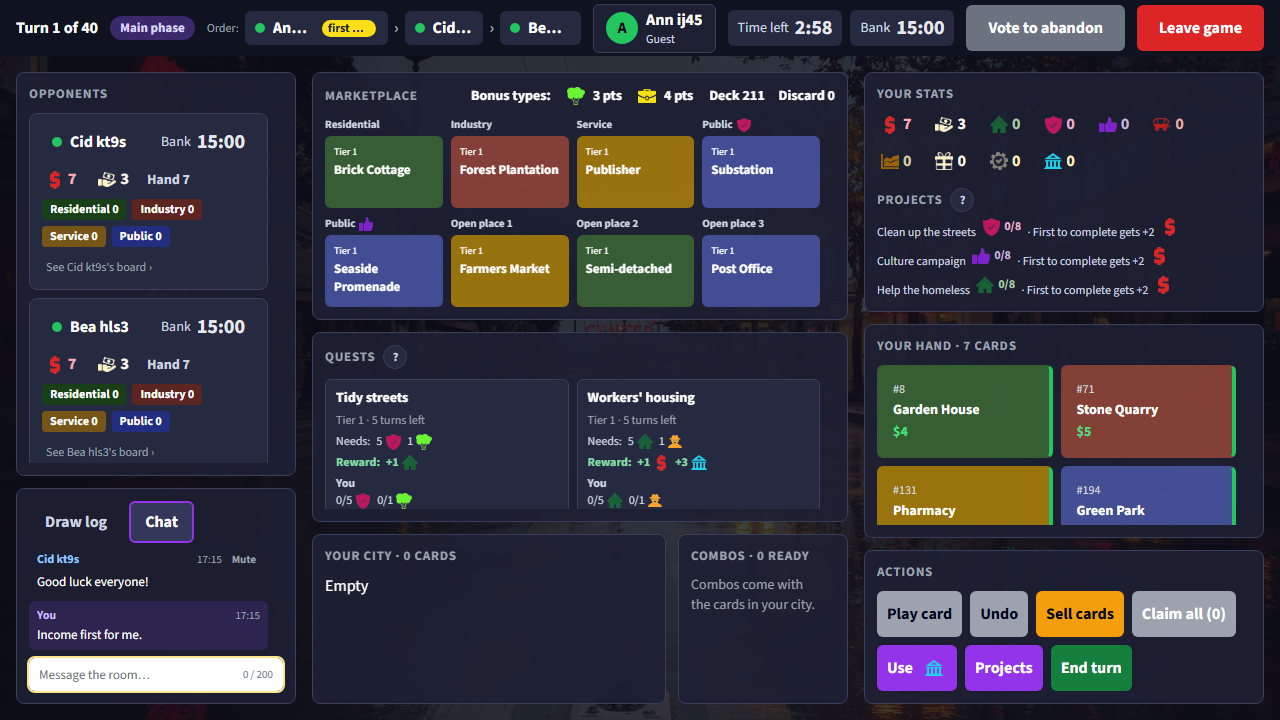 Turn 1 of 40
Main phase
Order:
An...
first ...
›
Cid...
›
Be...
A
Ann ij45
Guest
Time left 2:58
Bank 15:00
Vote to abandon
Leave game
OPPONENTS
Cid kt9s
Bank 15:00
7
3
Hand 7
Residential 0
Industry 0
Service 0
Public 0
See Cid kt9s's board ›
Bea hls3
Bank 15:00
7
3
Hand 7
Residential 0
Industry 0
Service 0
Public 0
See Bea hls3's board ›
Draw log
Chat
Cid kt9s
17:15
Mute
Good luck everyone!
You
17:15
Income first for me.
Message the room…
0 / 200
MARKETPLACE
Bonus types:
3 pts
4 pts
Deck 211
Discard 0
Residential
Industry
Service
Public
Tier 1
Brick Cottage
Tier 1
Forest Plantation
Tier 1
Publisher
Tier 1
Substation
Public
Open place 1
Open place 2
Open place 3
Tier 1
Seaside
Promenade
Tier 1
Farmers Market
Tier 1
Semi-detached
Tier 1
Post Office
QUESTS
?
Tidy streets
Tier 1 · 5 turns left
Needs: 5 1
Reward: +1
You
0/5 0/1
Workers' housing
Tier 1 · 5 turns left
Needs: 5 1
Reward: +1 +3
You
0/5 0/1
YOUR CITY · 0 CARDS
Empty
COMBOS · 0 READY
Combos come with
the cards in your city.
YOUR STATS
$ 7
3
0
0
0
0
0
0
0
0
PROJECTS
?
Clean up the streets 0/8 · First to complete gets +2 $
Culture campaign 0/8 · First to complete gets +2 $
Help the homeless 0/8 · First to complete gets +2 $
YOUR HAND · 7 CARDS
#8
Garden House
$4
#71
Stone Quarry
$5
#131
Pharmacy
#194
Green Park
ACTIONS
Play card
Undo
Sell cards
Claim all (0)
Use
Projects
End turn